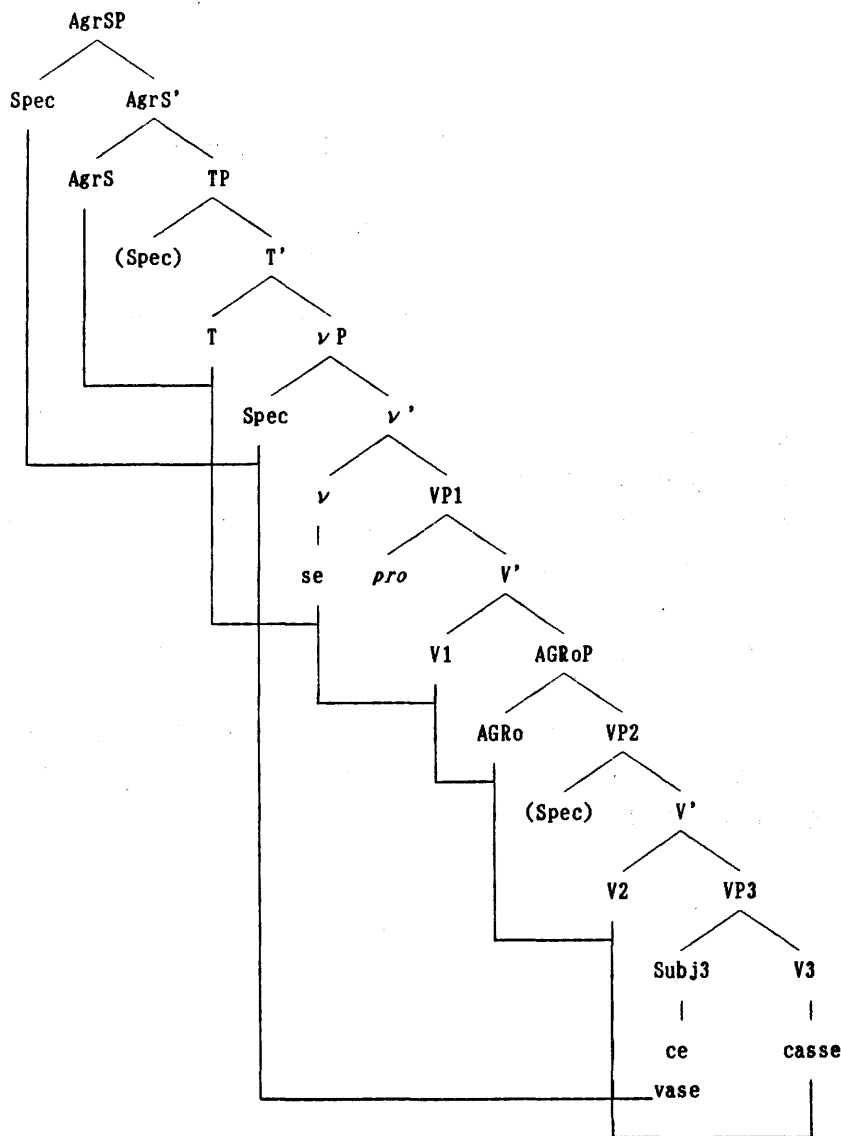 AgrSP
Spec AgrS'
AgrS TP
(Spec) T'
T νP
Spec ν'
ν VP1
se pro V'
V1 AGRoP
AGRo VP2
(Spec) V'
V2 VP3
Subj3 V3
ce casse
vase